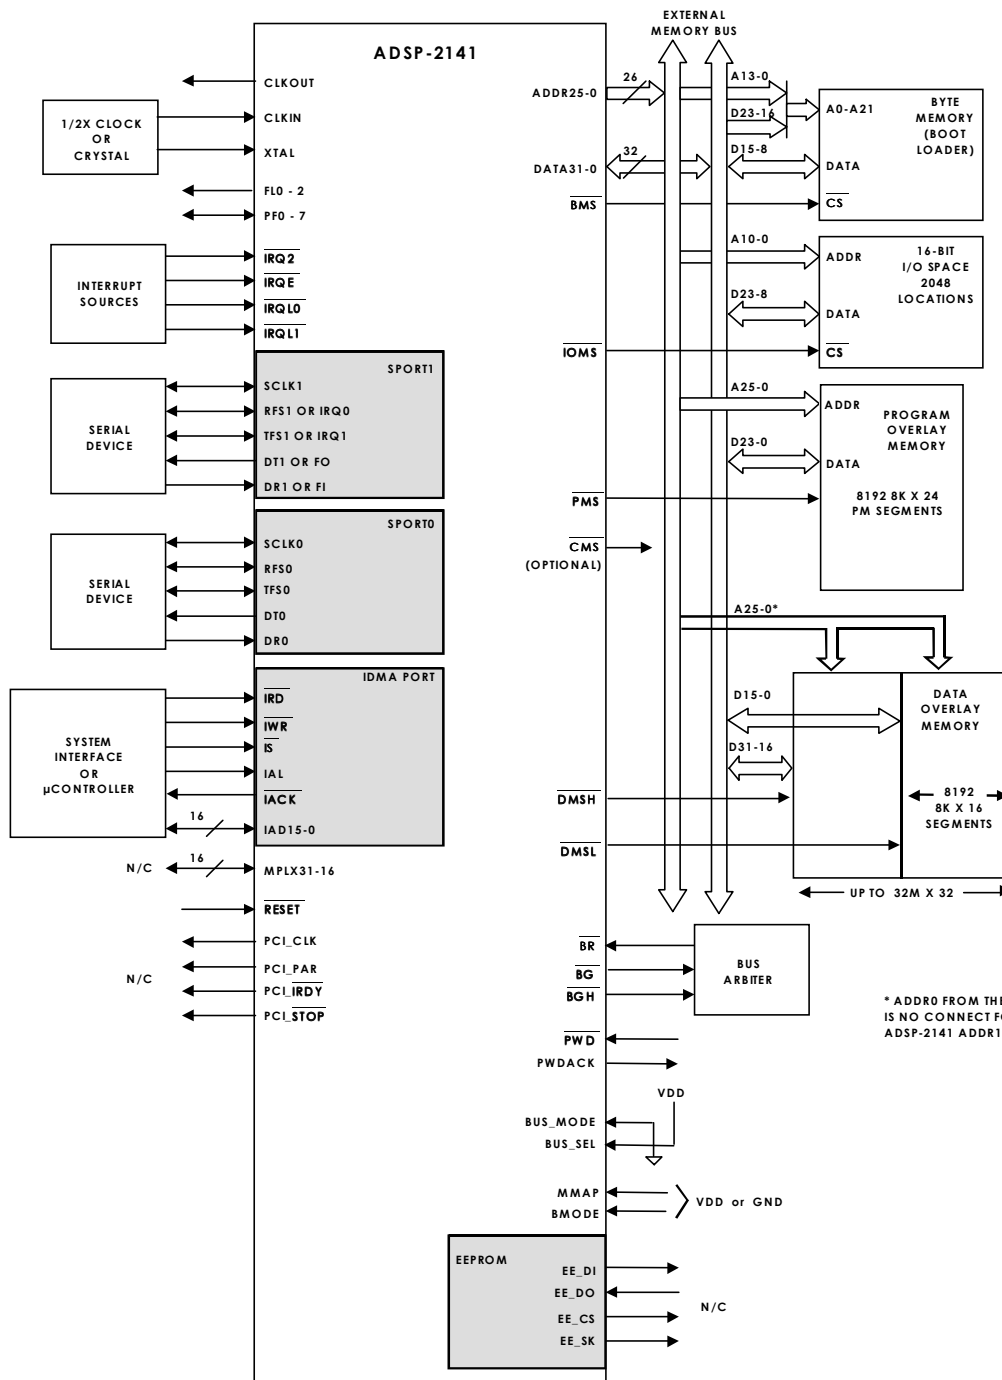 EXTERNAL
MEMORY BUS
ADSP-2141
CLKOUT
1/2X CLOCK
OR
CRYSTAL
CLKIN
XTAL
FL0 - 2
PF0 - 7
INTERRUPT
SOURCES
IRQ2
IRQE
IRQL0
IRQL1
SPORT1
SERIAL
DEVICE
SCLK1
RFS1 OR IRQ0
TFS1 OR IRQ1
DT1 OR FO
DR1 OR FI
SPORT0
SERIAL
DEVICE
SCLK0
RFS0
TFS0
DT0
DR0
IDMA PORT
SYSTEM
INTERFACE
OR
µCONTROLLER
IRD
IWR
IS
IAL
IACK
16
IAD15-0
N/C
16
MPLX31-16
RESET
N/C
PCI_CLK
PCI_PAR
PCI_IRDY
PCI_STOP
ADDR25-0
26
A13-0
D23-16
A0-A21
BYTE
MEMORY
(BOOT
LOADER)
DATA31-0
32
D15-8
DATA
BMS
CS
A10-0
ADDR
16-BIT
I/O SPACE
2048
LOCATIONS
D23-8
DATA
IOMS
CS
A25-0
ADDR
PROGRAM
OVERLAY
MEMORY
D23-0
DATA
8192 8K X 24
PM SEGMENTS
PMS
CMS
(OPTIONAL)
A25-0*
D15-0
DATA
OVERLAY
MEMORY
D31-16
8192
8K X 16
SEGMENTS
DMSH
DMSL
UP TO 32M X 32
BR
BG
BGH
BUS
ARBITER
* ADDR0 FROM THE
IS NO CONNECT FO
ADSP-2141 ADDR1
PWD
PWDACK
VDD
BUS_MODE
BUS_SEL
MMAP
BMODE
VDD or GND
EEPROM
EE_DI
EE_DO
EE_CS
EE_SK
N/C